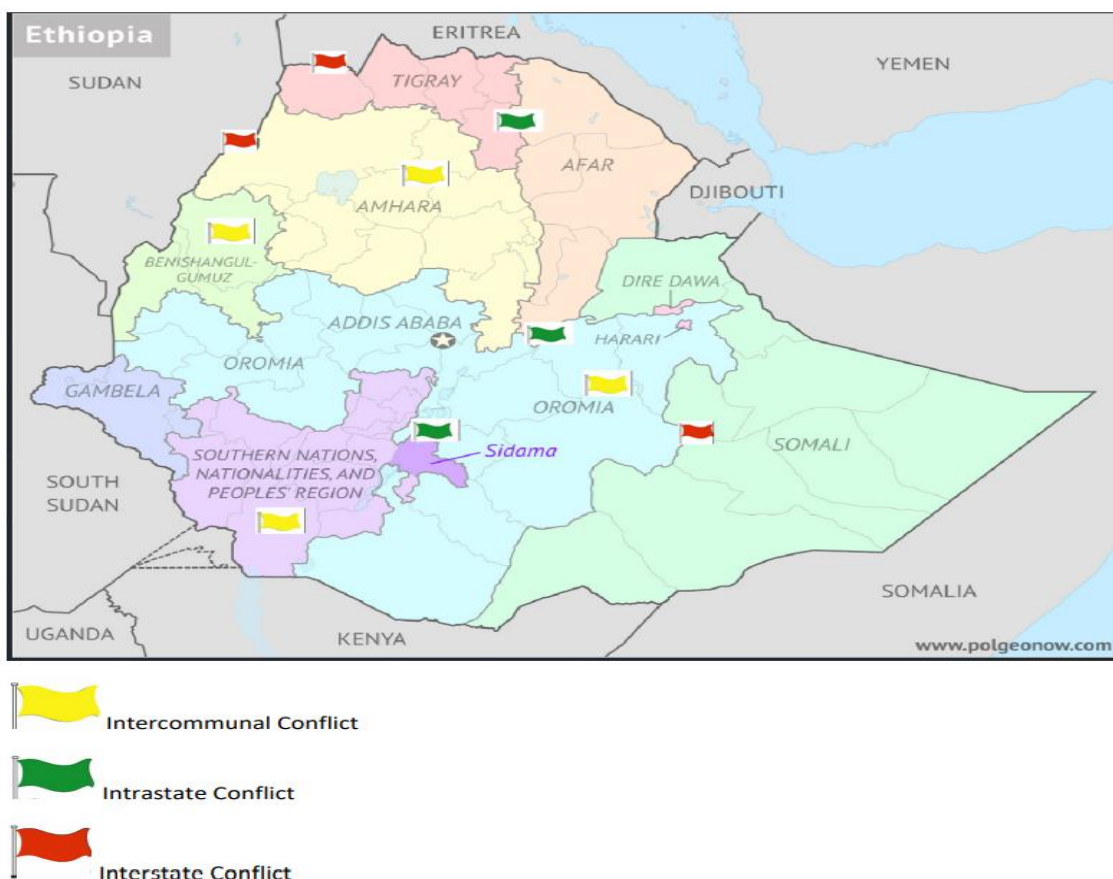 Ethiopia
ERITREA
YEMEN
SUDAN
TIGRAY
AFAR
DJIBOUTI
AMHARA
BENISHANGUL-
GUMUZ
DIRE DAWA
ADDIS ABABA
HARARI
OROMIA
GAMBELA
OROMIA
SOMALI
SOUTHERN NATIONS,
NATIONALITIES, AND
PEOPLES' REGION
Sidama
SOUTH
SUDAN
SOMALIA
UGANDA
KENYA
www.polgeonow.com
Intercommunal Conflict
Intrastate Conflict
Interstate Conflict